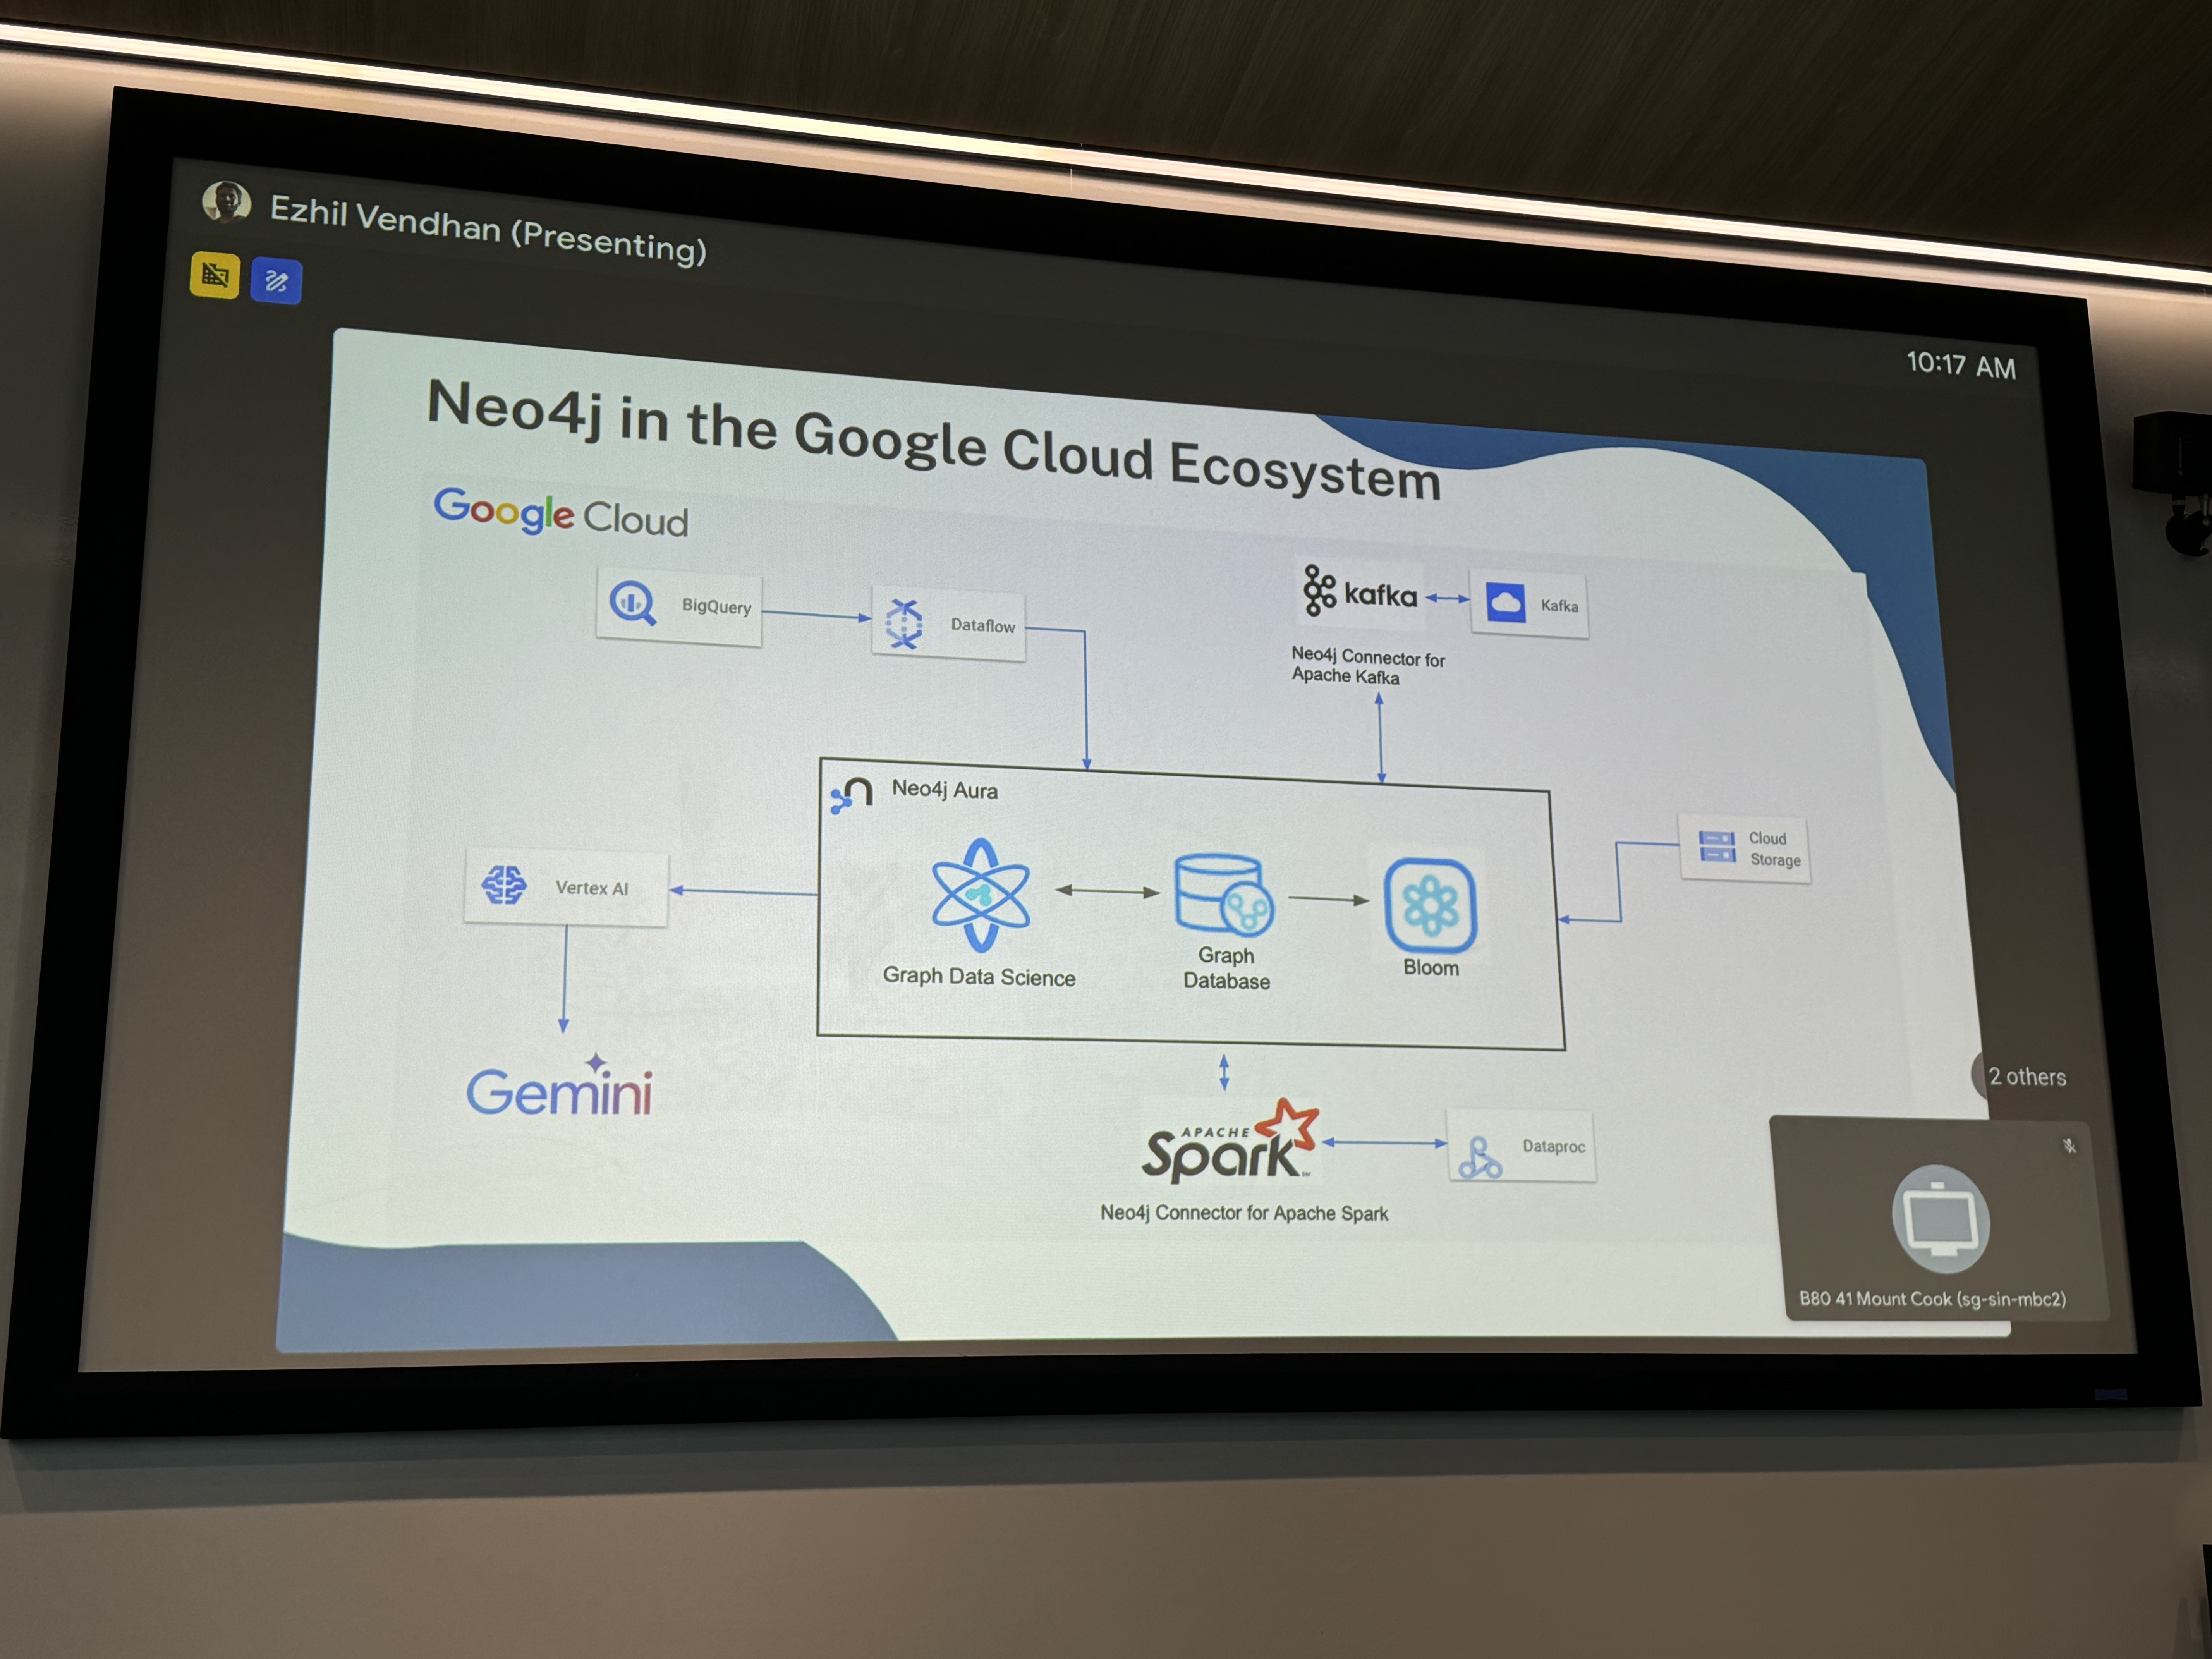 Ezhil Vendhan (Presenting)
10:17 AM
Neo4j in the Google Cloud Ecosystem
Google Cloud
BigQuery
Dataflow
kafka
Kafka
Neo4j Connector for
Apache Kafka
Neo4j Aura
Cloud
Storage
Vertex AI
Graph Data Science
Graph
Database
Bloom
Gemini
2 others
APACHE
Spark
Dataproc
Neo4j Connector for Apache Spark
B80 41 Mount Cook (sg-sin-mbc2)